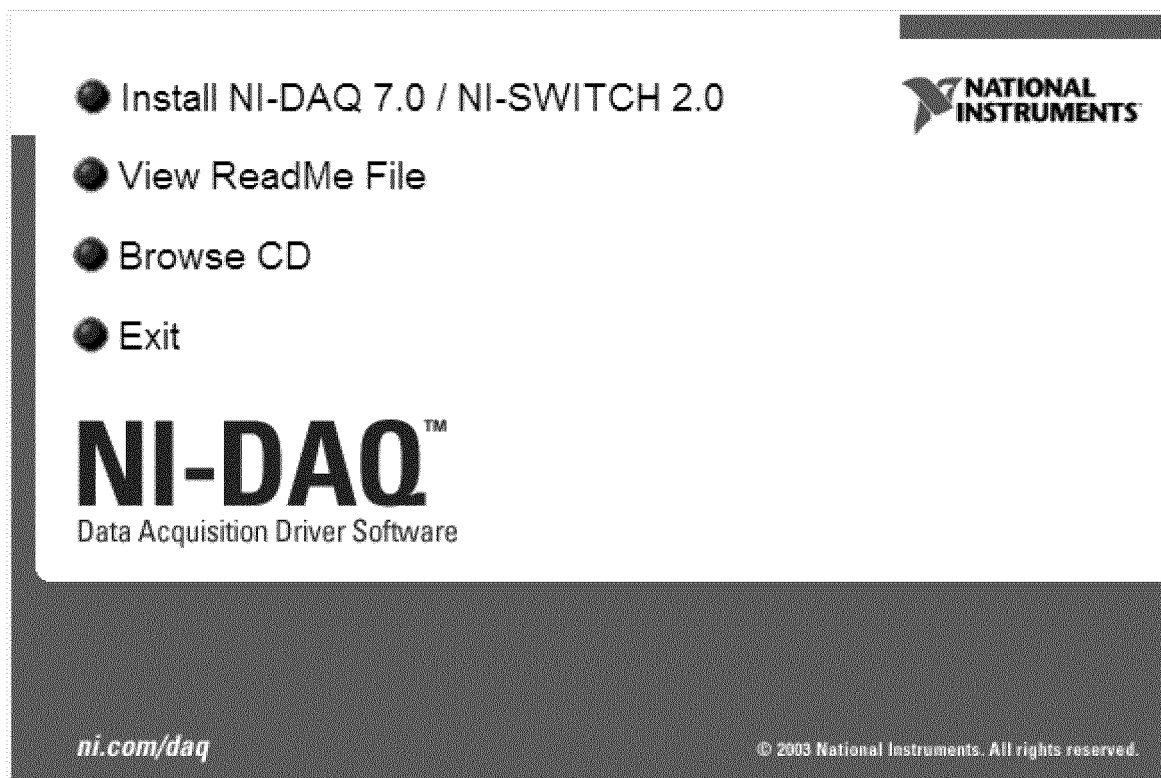 Install NI-DAQ 7.0 / NI-SWITCH 2.0
NATIONAL
INSTRUMENTS
View ReadMe File
Browse CD
Exit
NI-DAQ™
Data Acquisition Driver Software
ni.com/daq
© 2003 National Instruments. All rights reserved.